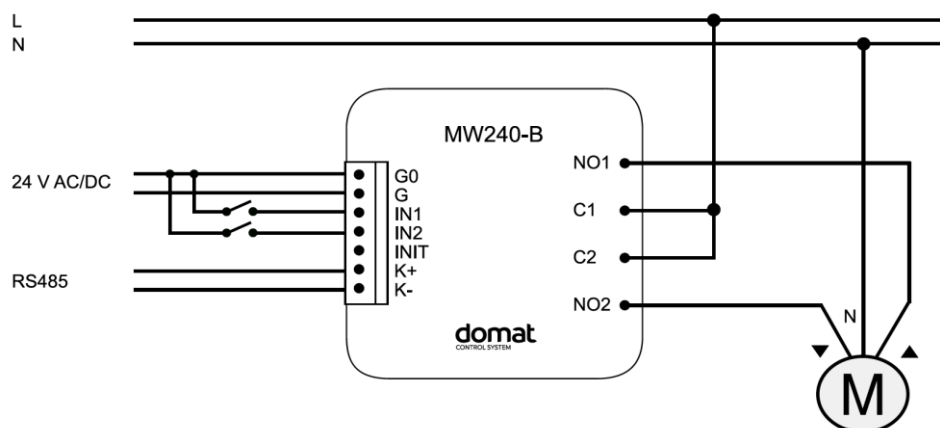 L
N
MW240-B
24 V AC/DC
G0
G
IN1
IN2
INIT
K+
K-
RS485
NO1
C1
C2
NO2
domat
CONTROL SYSTEM
N
M